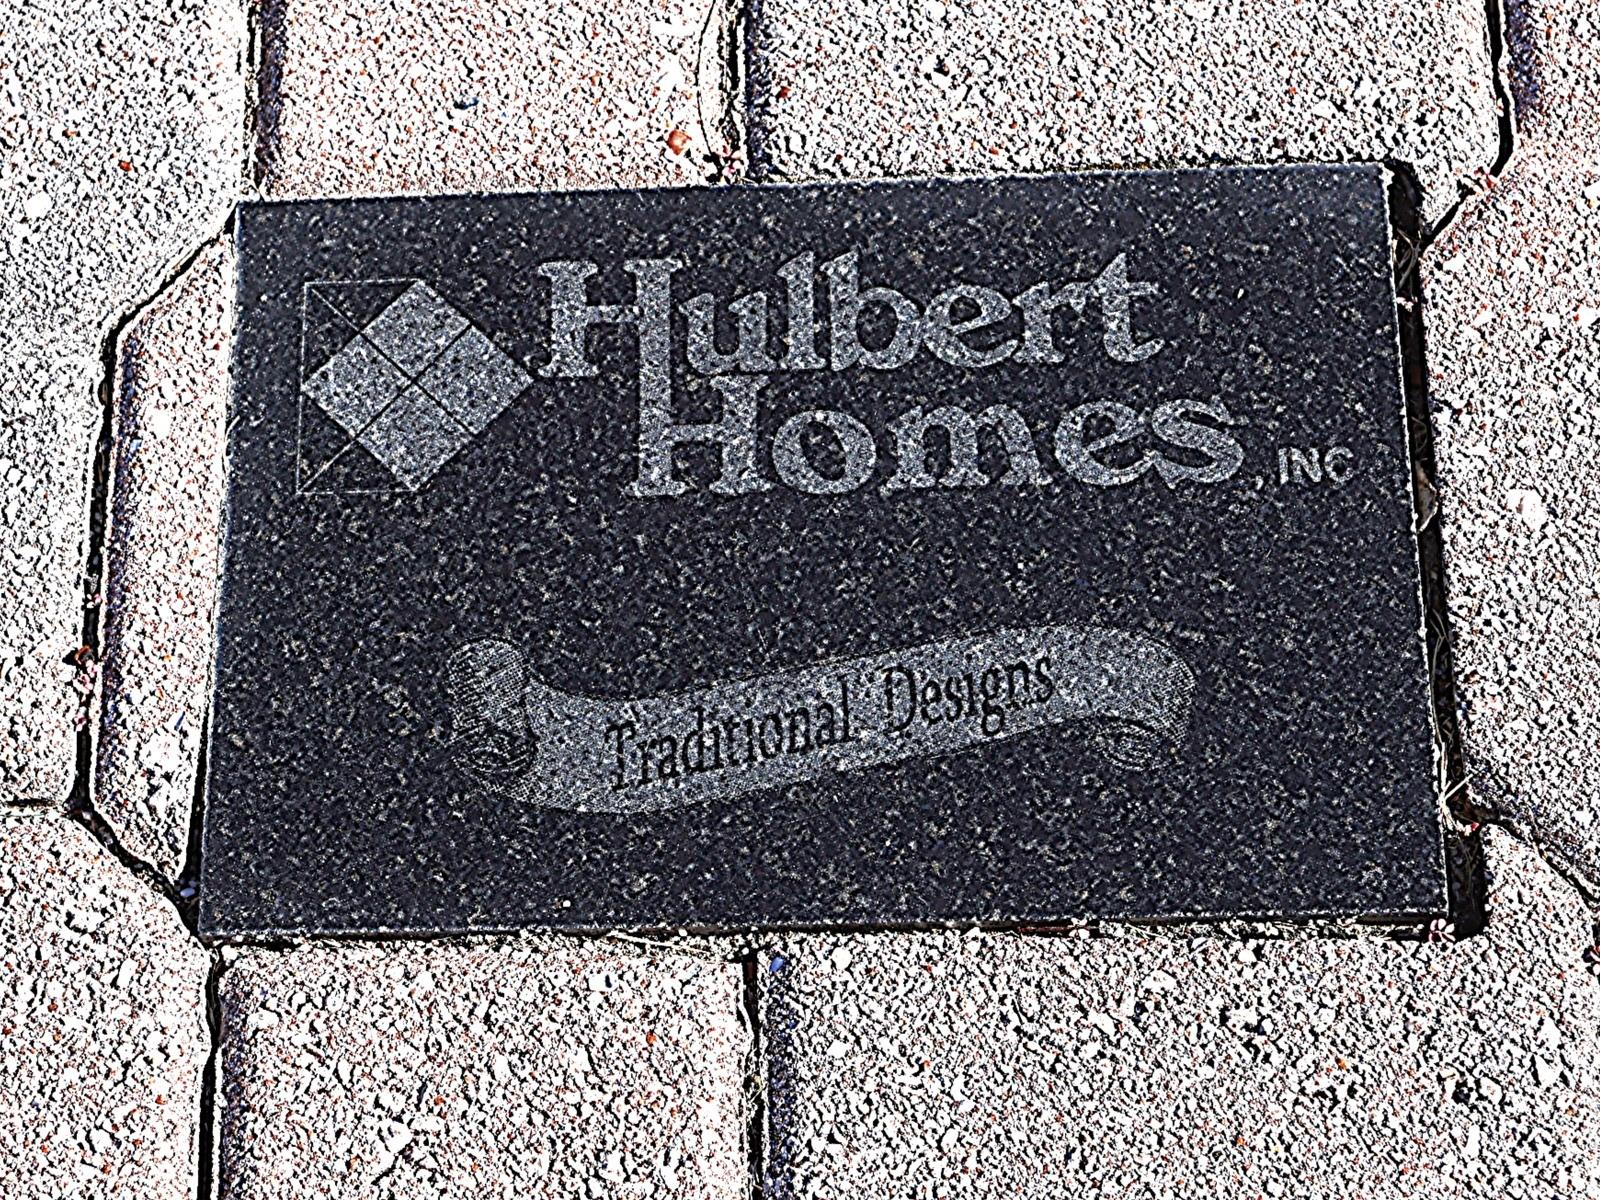 Hulbert
Homes, INC
Traditional Designs